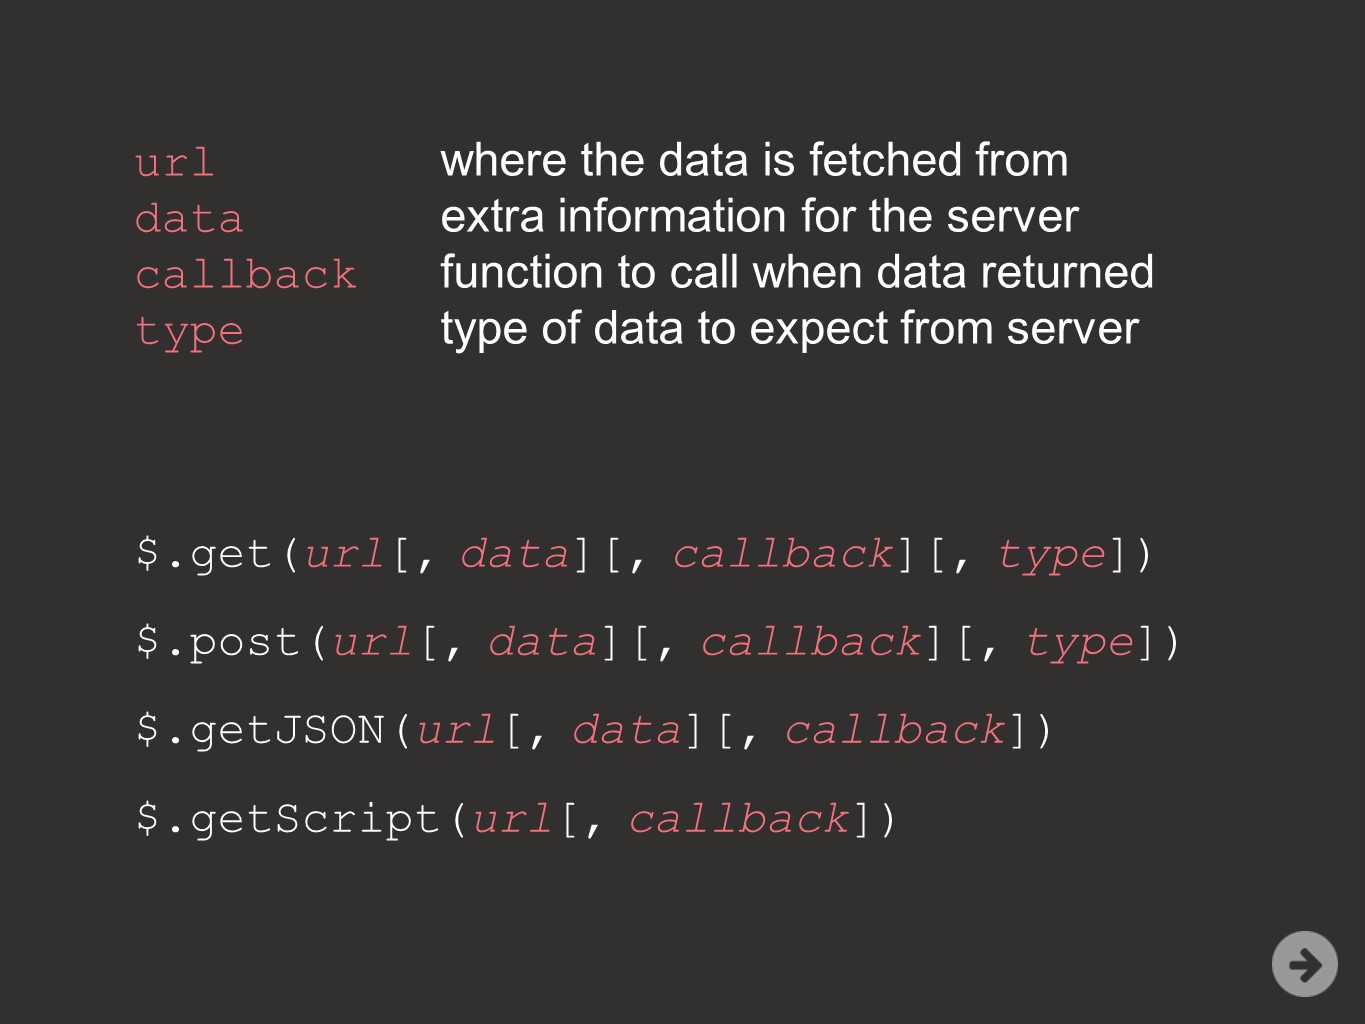 url where the data is fetched from
data extra information for the server
callback function to call when data returned
type type of data to expect from server
$.get(url[, data][, callback][, type])
$.post(url[, data][, callback][, type])
$.getJSON(url[, data][, callback])
$.getScript(url[, callback])